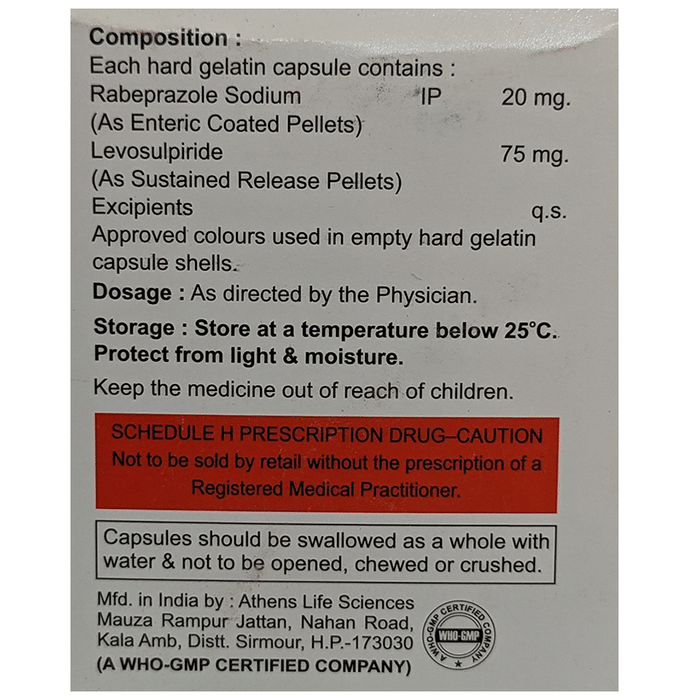 Composition :
Each hard gelatin capsule contains :
Rabeprazole Sodium IP 20 mg.
(As Enteric Coated Pellets)
Levosulpiride 75 mg.
(As Sustained Release Pellets)
Excipients q.s.
Approved colours used in empty hard gelatin
capsule shells.
Dosage : As directed by the Physician.
Storage : Store at a temperature below 25°C.
Protect from light & moisture.
Keep the medicine out of reach of children.
SCHEDULE H PRESCRIPTION DRUG–CAUTION
Not to be sold by retail without the prescription of a
Registered Medical Practitioner.
Capsules should be swallowed as a whole with
water & not to be opened, chewed or crushed.
Mfd. in India by : Athens Life Sciences
Mauza Rampur Jattan, Nahan Road,
Kala Amb, Distt. Sirmour, H.P.-173030
(A WHO-GMP CERTIFIED COMPANY)
A WHO-GMP CERTIFIED COMPANY
WHO-GMP